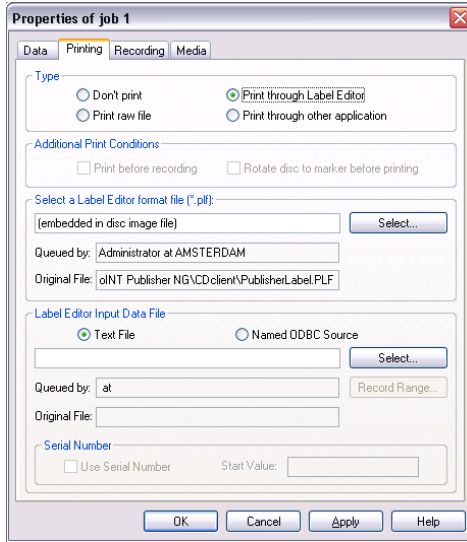 Properties of job 1
Data Printing Recording Media
Type
Don't print Print through Label Editor
Print raw file Print through other application
Additional Print Conditions
Print before recording Rotate disc to marker before printing
Select a Label Editor format file (*.plf):
(embedded in disc image file) Select...
Queued by: Administrator at AMSTERDAM
Original File: oINT Publisher NG\CDclient\PublisherLabel.PLF
Label Editor Input Data File
Text File Named ODBC Source
Select...
Queued by: at Record Range...
Original File:
Serial Number
Use Serial Number Start Value:
OK Cancel Apply Help